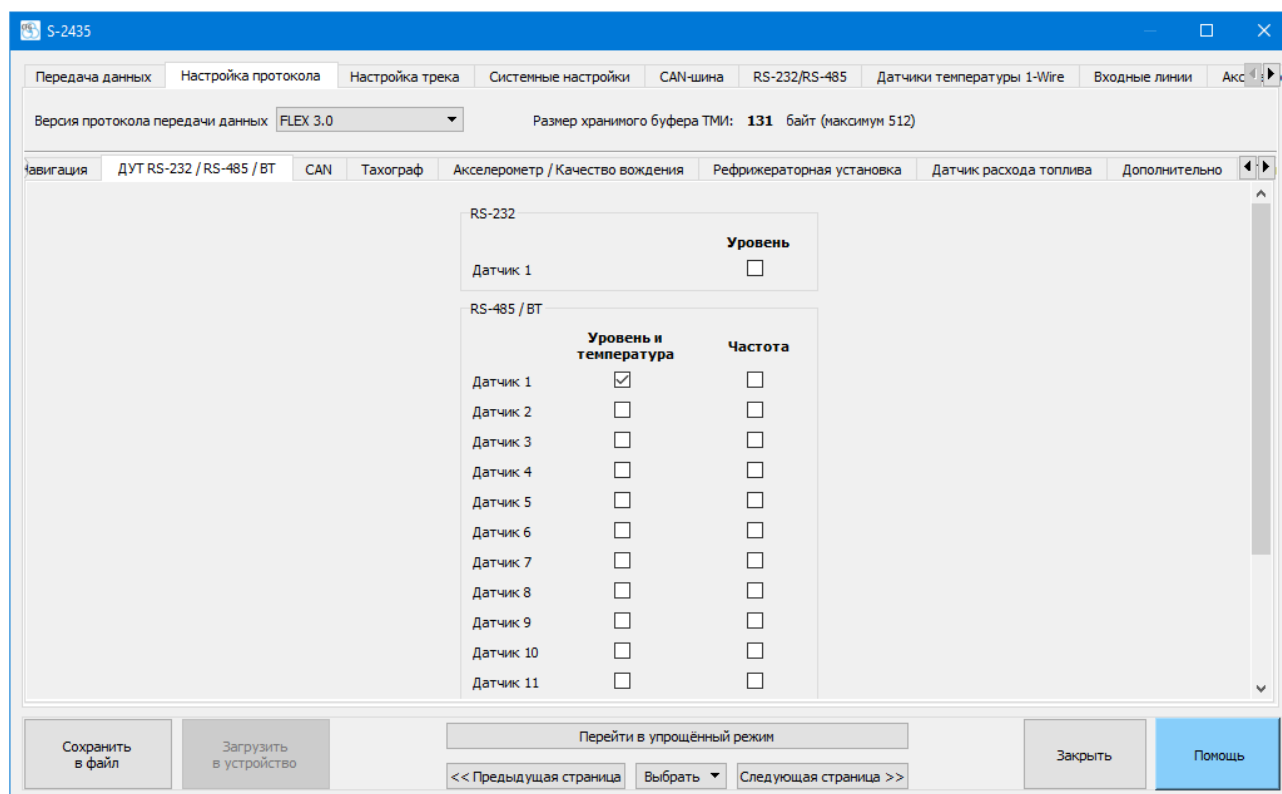 S-2435
Передача данных Настройка протокола Настройка трека Системные настройки CAN-шина RS-232/RS-485 Датчики температуры 1-Wire Входные линии
Версия протокола передачи данных FLEX 3.0 Размер хранимого буфера ТМИ: 131 байт (максимум 512)
авигация ДУТ RS-232 / RS-485 / BT CAN Тахограф Акселерометр / Качество вождения Рефрижераторная установка Датчик расхода топлива Дополнительно
RS-232
Уровень
Датчик 1
RS-485 / BT
Уровень и
температура Частота
Датчик 1
Датчик 2
Датчик 3
Датчик 4
Датчик 5
Датчик 6
Датчик 7
Датчик 8
Датчик 9
Датчик 10
Датчик 11
Сохранить
в файл
Загрузить
в устройство
Перейти в упрощённый режим
<< Предыдущая страница Выбрать Следующая страница >>
Закрыть
Помощь